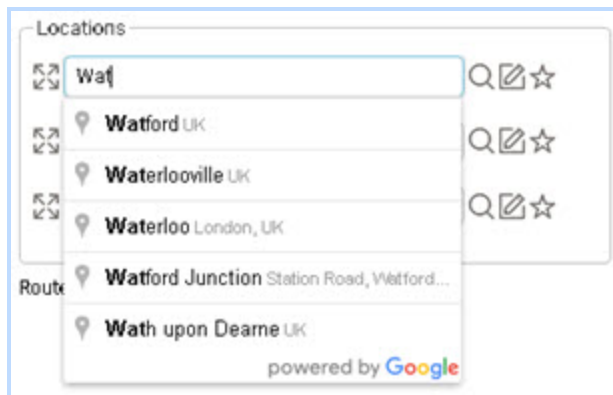 Locations
Wat
Watford UK
Waterlooville UK
Waterloo London, UK
Watford Junction Station Road, Watford...
Route
Wath upon Dearne UK
powered by Google